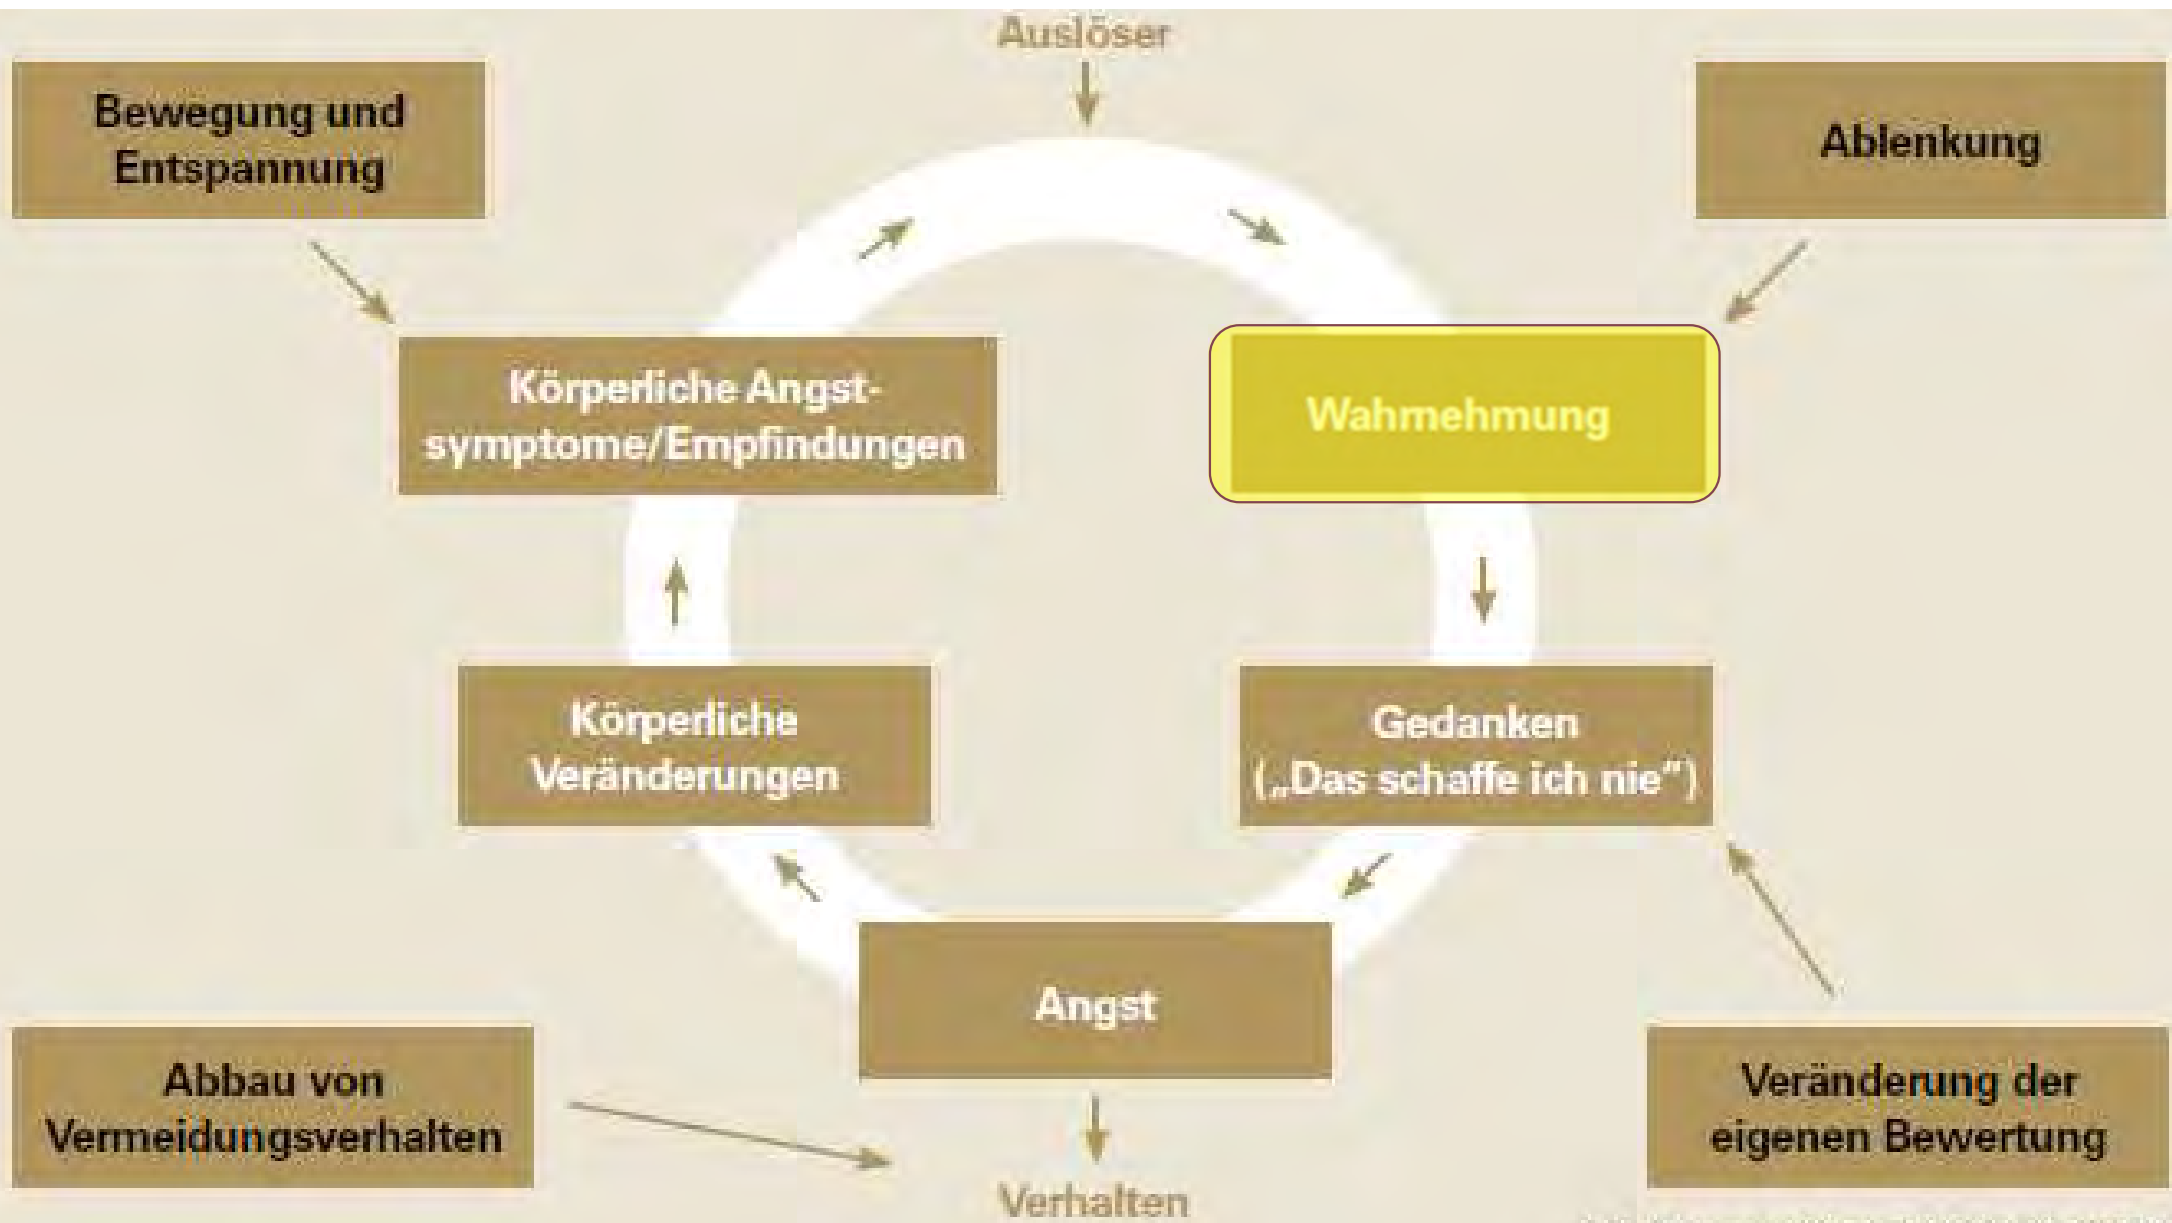 Auslöser
Bewegung und
Entspannung
Ablenkung
Körperliche Angst-
symptome/Empfindungen
Wahrnehmung
Körperliche
Veränderungen
Gedanken
(„Das schaffe ich nie“)
Angst
Abbau von
Vermeidungsverhalten
Veränderung der
eigenen Bewertung
Verhalten